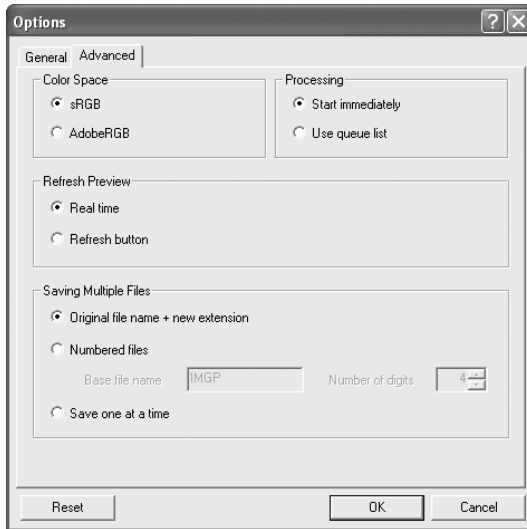 Options
General Advanced
Color Space
sRGB
AdobeRGB
Processing
Start immediately
Use queue list
Refresh Preview
Real time
Refresh button
Saving Multiple Files
Original file name + new extension
Numbered files
Base file name IMGP Number of digits 4
Save one at a time
Reset OK Cancel